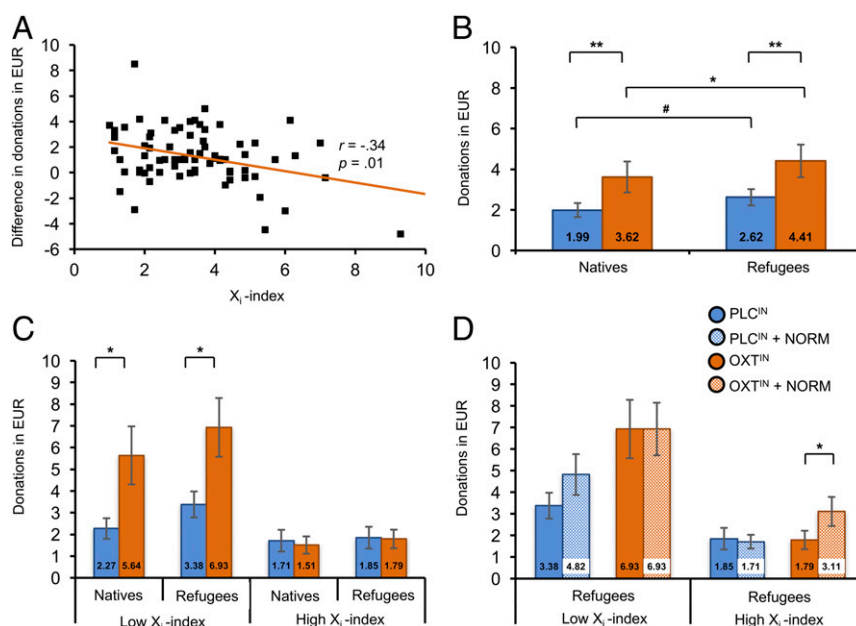 A
Difference in donations in EUR
10
8
6
4
2
0
-2
-4
-6
r = -.34
p = .01
0 2 4 6 8 10
Xi -index
B
Donations in EUR
10
8
6
4
2
0
** **
*
#
1.99 3.62 2.62 4.41
Natives Refugees
C
Donations in EUR
10
9
8
7
6
5
4
3
2
1
0
* *
2.27 5.64 3.38 6.93 1.71 1.51 1.85 1.79
Natives Refugees Natives Refugees
Low Xi -index High Xi -index
D
PLCIN
PLCIN + NORM
OXTIN
OXTIN + NORM
Donations in EUR
10
9
8
7
6
5
4
3
2
1
0
*
3.38 4.82 6.93 6.93 1.85 1.71 1.79 3.11
Refugees Refugees
Low Xi -index High Xi -index